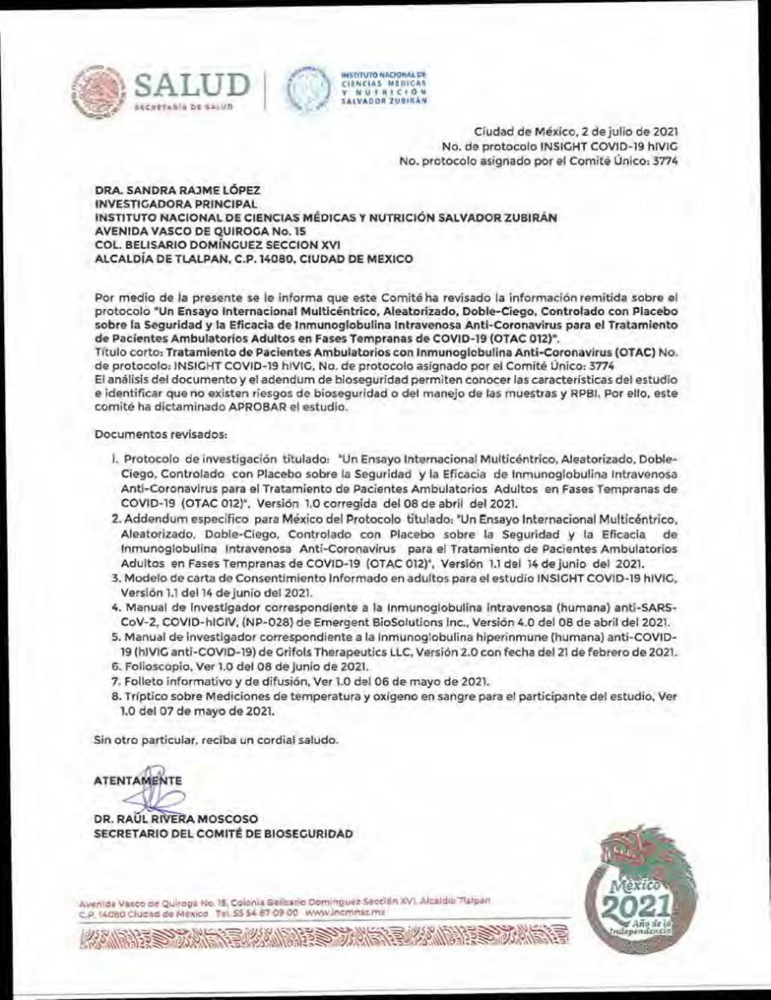 SALUD
SECRETARÍA DE SALUD
INSTITUTO NACIONAL DE
CIENCIAS MÉDICAS
Y NUTRICIÓN
SALVADOR ZUBIRÁN
Ciudad de México, 2 de julio de 2021
No. de protocolo INSIGHT COVID-19 hIVIG
No. protocolo asignado por el Comité Único: 3774
DRA. SANDRA RAJME LÓPEZ
INVESTIGADORA PRINCIPAL
INSTITUTO NACIONAL DE CIENCIAS MÉDICAS Y NUTRICIÓN SALVADOR ZUBIRÁN
AVENIDA VASCO DE QUIROGA No. 15
COL. BELISARIO DOMÍNGUEZ SECCION XVI
ALCALDÍA DE TLALPAN, C.P. 14080, CIUDAD DE MEXICO
Por medio de la presente se le informa que este Comité ha revisado la información remitida sobre el
protocolo "Un Ensayo Internacional Multicéntrico, Aleatorizado, Doble-Ciego, Controlado con Placebo
sobre la Seguridad y la Eficacia de Inmunoglobulina Intravenosa Anti-Coronavirus para el Tratamiento
de Pacientes Ambulatorios Adultos en Fases Tempranas de COVID-19 (OTAC 012)".
Título corto: Tratamiento de Pacientes Ambulatorios con Inmunoglobulina Anti-Coronavirus (OTAC) No.
de protocolo: INSIGHT COVID-19 hIVIG, No. de protocolo asignado por el Comité Único: 3774
El análisis del documento y el adendum de bioseguridad permiten conocer las características del estudio
e identificar que no existen riesgos de bioseguridad o del manejo de las muestras y RPBI. Por ello, este
comité ha dictaminado APROBAR el estudio.
Documentos revisados:
1. Protocolo de investigación titulado: "Un Ensayo Internacional Multicéntrico, Aleatorizado, Doble-
Ciego, Controlado con Placebo sobre la Seguridad y la Eficacia de Inmunoglobulina Intravenosa
Anti-Coronavirus para el Tratamiento de Pacientes Ambulatorios Adultos en Fases Tempranas de
COVID-19 (OTAC 012)", Versión 1.0 corregida del 08 de abril del 2021.
2. Addendum específico para México del Protocolo titulado: "Un Ensayo Internacional Multicéntrico,
Aleatorizado, Doble-Ciego, Controlado con Placebo sobre la Seguridad y la Eficacia de
Inmunoglobulina Intravenosa Anti-Coronavirus para el Tratamiento de Pacientes Ambulatorios
Adultos en Fases Tempranas de COVID-19 (OTAC 012)", Versión 1.1 del 14 de junio del 2021.
3. Modelo de carta de Consentimiento Informado en adultos para el estudio INSIGHT COVID-19 hIVIG,
Versión 1.1 del 14 de junio del 2021.
4. Manual de Investigador correspondiente a la Inmunoglobulina intravenosa (humana) anti-SARS-
CoV-2, COVID-hIGIV, (NP-028) de Emergent BioSolutions Inc., Versión 4.0 del 08 de abril del 2021.
5. Manual de investigador correspondiente a la Inmunoglobulina hiperinmune (humana) anti-COVID-
19 (hIVIG anti-COVID-19) de Grifols Therapeutics LLC, Versión 2.0 con fecha del 21 de febrero de 2021.
6. Folioscopio, Ver 1.0 del 08 de junio de 2021.
7. Folleto informativo y de difusión, Ver 1.0 del 06 de mayo de 2021.
8. Tríptico sobre Mediciones de temperatura y oxígeno en sangre para el participante del estudio, Ver
1.0 del 07 de mayo de 2021.
Sin otro particular, reciba un cordial saludo.
ATENTAMENTE
DR. RAÚL RIVERA MOSCOSO
SECRETARIO DEL COMITÉ DE BIOSEGURIDAD
Avenida Vasco de Quiroga No. 15, Colonia Belisario Domínguez Sección XVI, Alcaldía Tlalpan
C.P. 14080 Ciudad de México Tel. 55 54 87 09 00 www.incmnsz.mx
México
2021
Año de la
Independencia